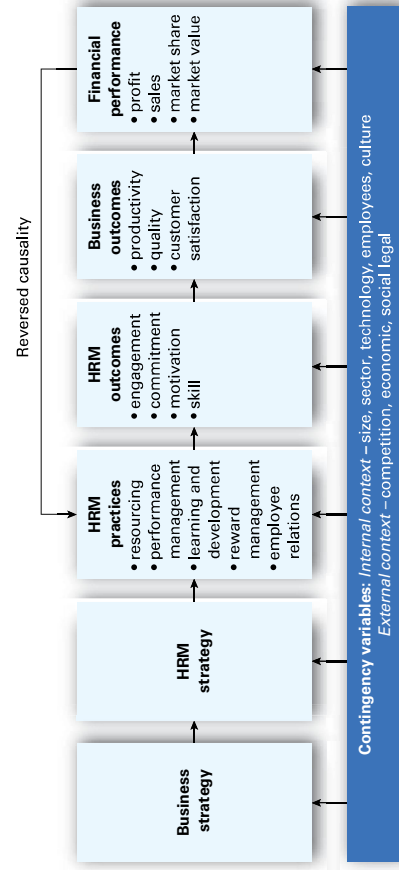 Reversed causality
Business
strategy
HRM
strategy
HRM
practices
• resourcing
• performance
management
• learning and
development
• reward
management
• employee
relations
HRM
outcomes
• engagement
• commitment
• motivation
• skill
Business
outcomes
• productivity
• quality
• customer
satisfaction
Financial
performance
• profit
• sales
• market share
• market value
Contingency variables: Internal context – size, sector, technology, employees, culture
External context – competition, economic, social legal